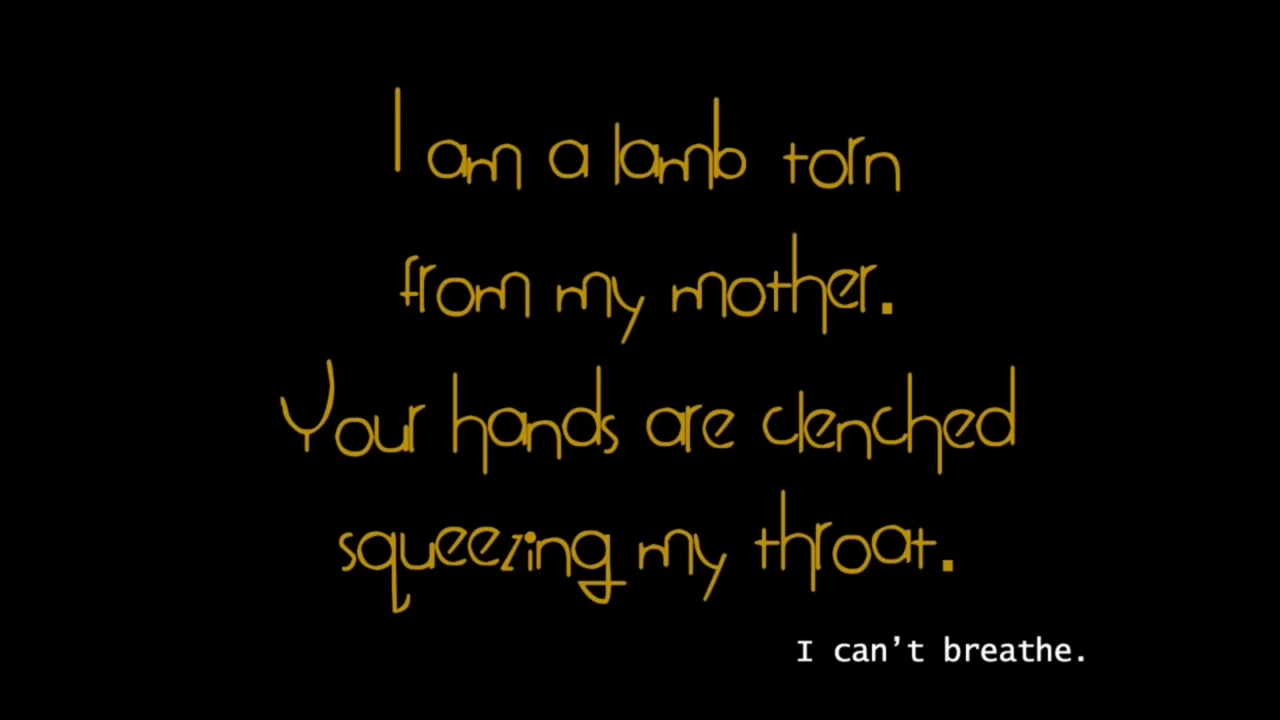 I am a lamb torn
from my mother.
Your hands are clenched
squeezing my throat.
I can’t breathe.